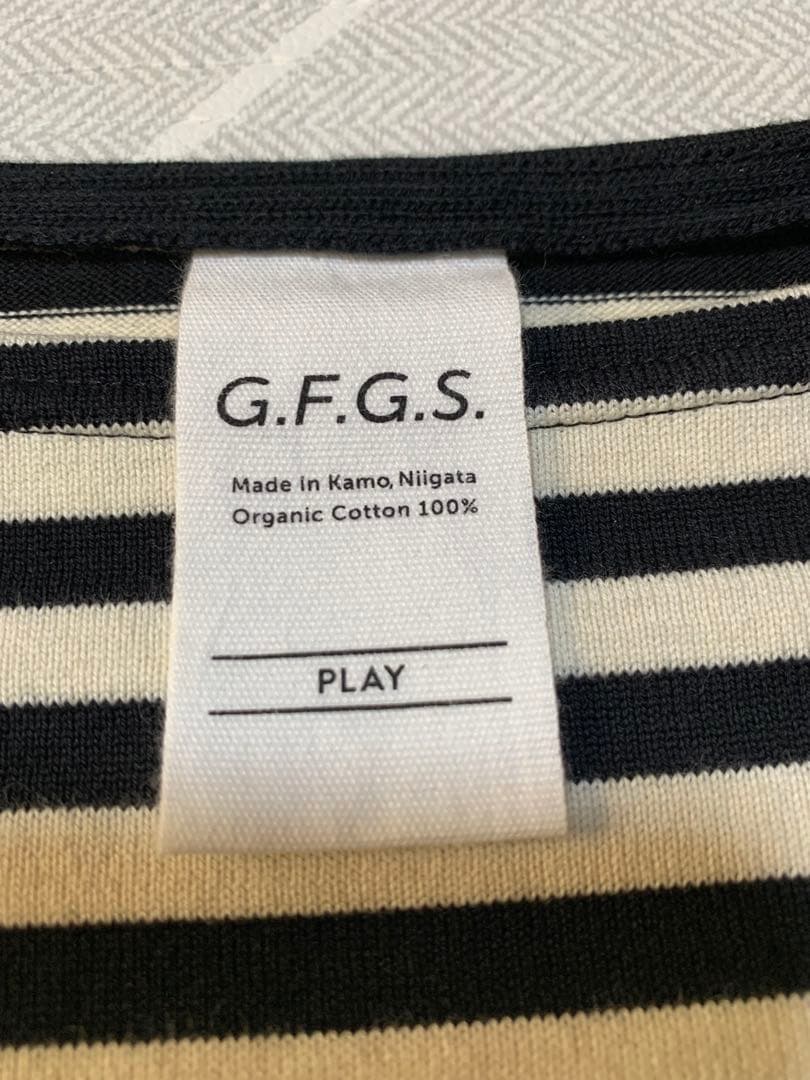 G.F.G.S.
Made in Kamo, Niigata
Organic Cotton 100%
PLAY